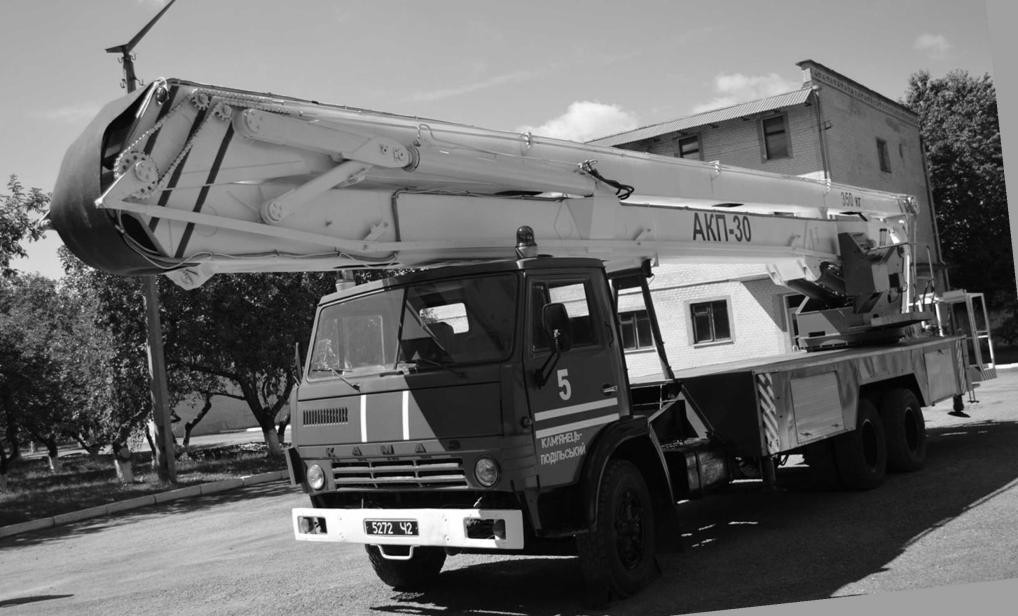 350 кг
АКП-30
5
КАМ'ЯНЕЦЬ-
ПОДІЛЬСЬКИЙ
КАМАЗ
5272 Ч2